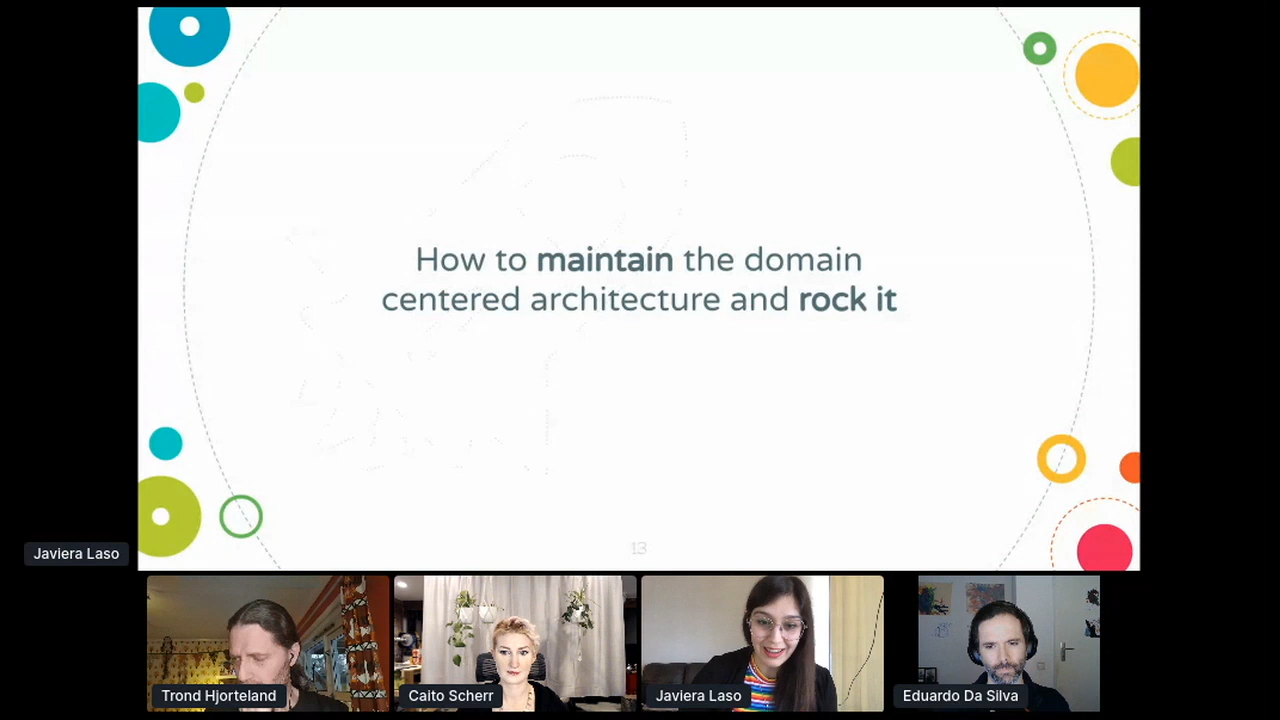 How to maintain the domain
centered architecture and rock it
13
Javiera Laso
Trond Hjorteland
Caito Scherr
Javiera Laso
Eduardo Da Silva